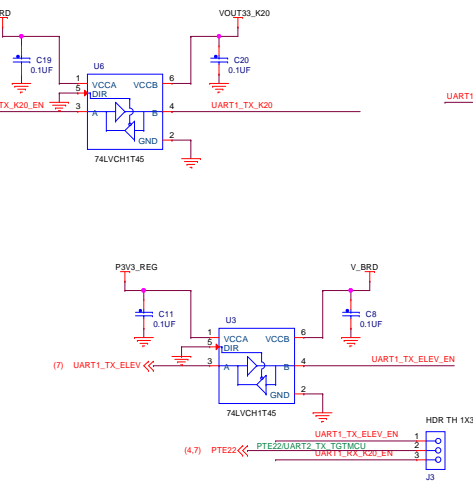 RD
VOUT33_K20
C19
0.1UF
C20
0.1UF
U6
1
VCCA
VCCB
6
5
DIR
TX_K20_EN
3
A
B
4
UART1_TX_K20
UART1
GND
2
74LVCH1T45
P3V3_REG
V_BRD
C11
0.1UF
C8
0.1UF
U3
1
VCCA
VCCB
6
5
DIR
(7) UART1_TX_ELEV
3
A
B
4
UART1_TX_ELEV_EN
GND
2
74LVCH1T45
HDR TH 1X3
UART1_TX_ELEV_EN
1
(4,7) PTE22
PTE22/UART2_TX_TGTMCU
2
UART1_RX_K20_EN
3
J3